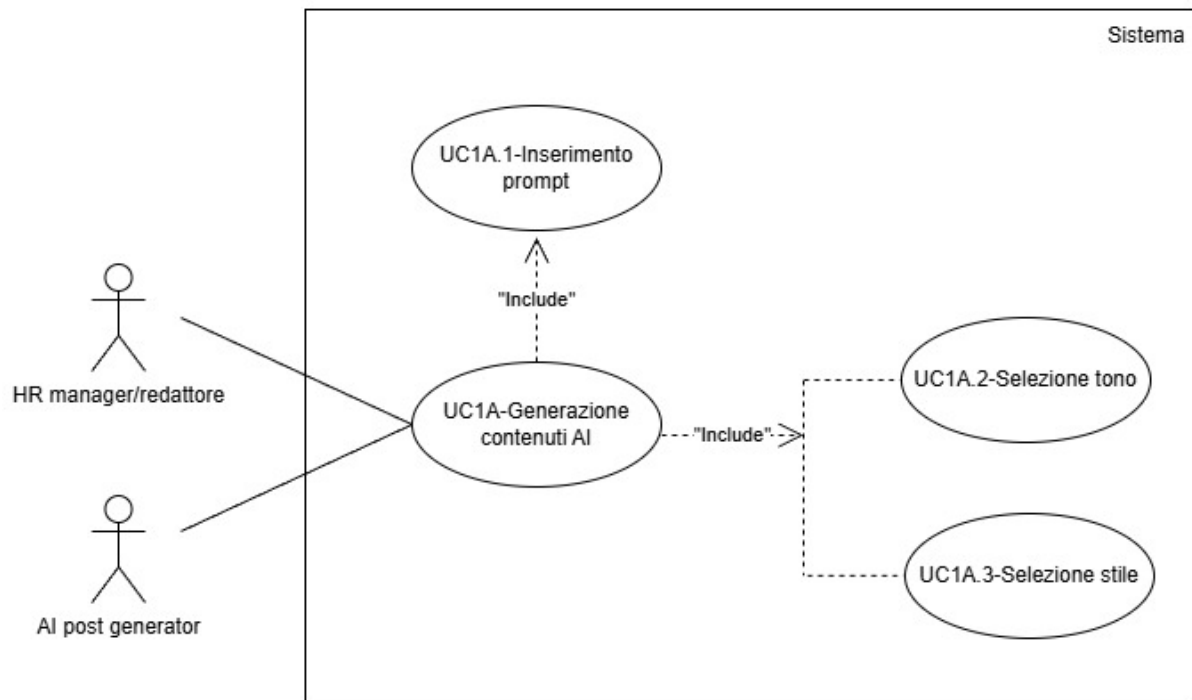 Sistema
UC1A.1-Inserimento
prompt
"Include"
HR manager/redattore
UC1A-Generazione
contenuti AI
"Include"
UC1A.2-Selezione tono
UC1A.3-Selezione stile
AI post generator